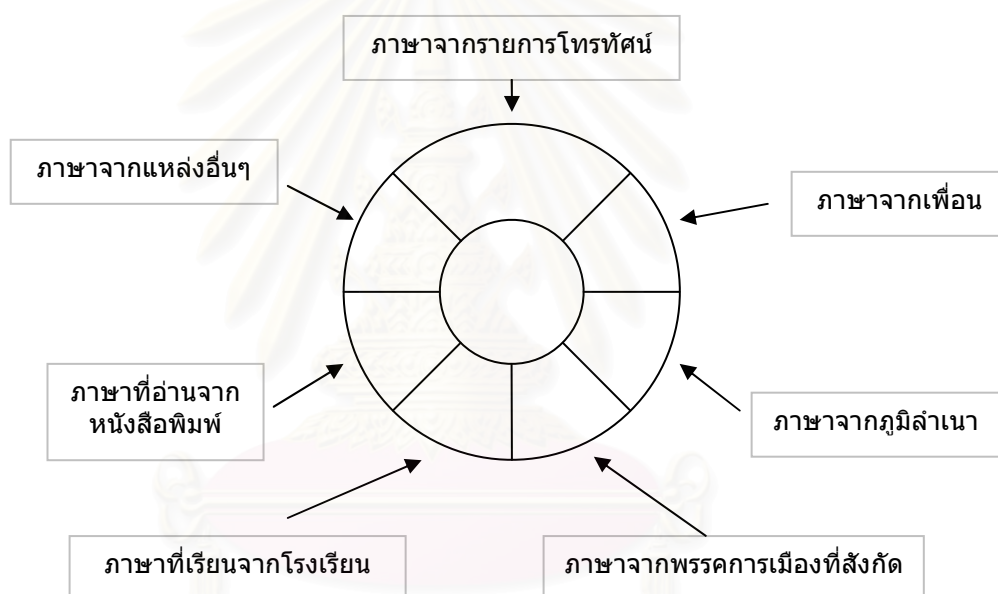 ภาษาจากรายการโทรทัศน์
ภาษาจากแหล่งอื่นๆ
ภาษาจากเพื่อน
ภาษาที่อ่านจาก
หนังสือพิมพ์
ภาษาจากภูมิลำเนา
ภาษาที่เรียนจากโรงเรียน
ภาษาจากพรรคการเมืองที่สังกัด